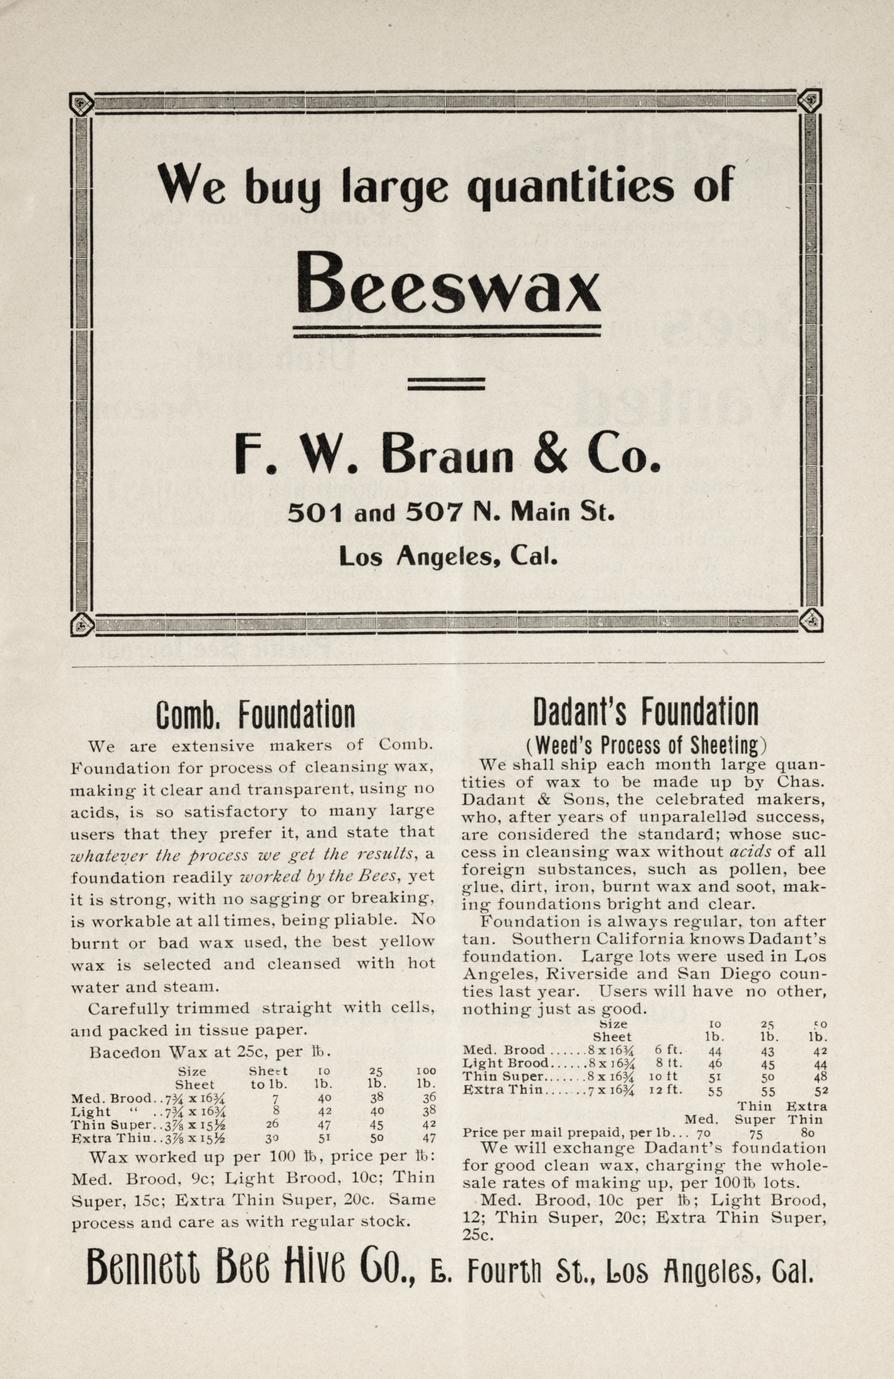 We buy large quantities of
Beeswax
F. W. Braun & Co.
501 and 507 N. Main St.
Los Angeles, Cal.
Comb. Foundation
We are extensive makers of Comb.
Foundation for process of cleansing wax,
making it clear and transparent, using no
acids, is so satisfactory to many large
users that they prefer it, and state that
whatever the process we get the results, a
foundation readily worked by the Bees, yet
it is strong, with no sagging or breaking,
is workable at all times, being pliable. No
burnt or bad wax used, the best yellow
wax is selected and cleansed with hot
water and steam.
Carefully trimmed straight with cells,
and packed in tissue paper.
Bacedon Wax at 25c, per ℔.
Size Sheet 10 25 100
Sheet to lb. lb. lb. lb.
Med. Brood..7¾ x 16¾ 7 40 38 36
Light “ ..7¾ x 16¾ 8 42 40 38
Thin Super..3⅞ x 15½ 26 47 45 42
Extra Thin..3⅞ x 15½ 30 51 50 47
Wax worked up per 100 ℔, price per ℔:
Med. Brood, 9c; Light Brood, 10c; Thin
Super, 15c; Extra Thin Super, 20c. Same
process and care as with regular stock.
Dadant's Foundation
(Weed's Process of Sheeting)
We shall ship each month large quan-
tities of wax to be made up by Chas.
Dadant & Sons, the celebrated makers,
who, after years of unparalellǝd success,
are considered the standard; whose suc-
cess in cleansing wax without acids of all
foreign substances, such as pollen, bee
glue, dirt, iron, burnt wax and soot, mak-
ing foundations bright and clear.
Foundation is always regular, ton after
tan. Southern California knows Dadant's
foundation. Large lots were used in Los
Angeles, Riverside and San Diego coun-
ties last year. Users will have no other,
nothing just as good.
Size 10 25 50
Sheet lb. lb. lb.
Med. Brood ......8 x 16¾ 6 ft. 44 43 42
Light Brood......8 x 16¾ 8 ft. 46 45 44
Thin Super.......8 x 16¾ 10 ft 51 50 48
Extra Thin.......7 x 16¾ 12 ft. 55 55 52
Thin Extra
Med. Super Thin
Price per mail prepaid, per lb... 70 75 80
We will exchange Dadant's foundation
for good clean wax, charging the whole-
sale rates of making up, per 100℔ lots.
Med. Brood, 10c per ℔; Light Brood,
12; Thin Super, 20c; Extra Thin Super,
25c.
Bennett Bee Hive Co., E. Fourth St., Los Angeles, Cal.